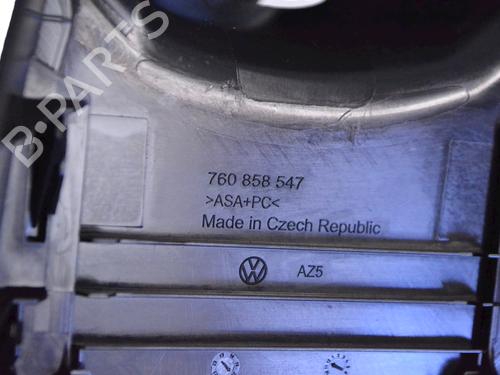 B-PARTS
760 858 547
>ASA+PC<
Made in Czech Republic
AZ5